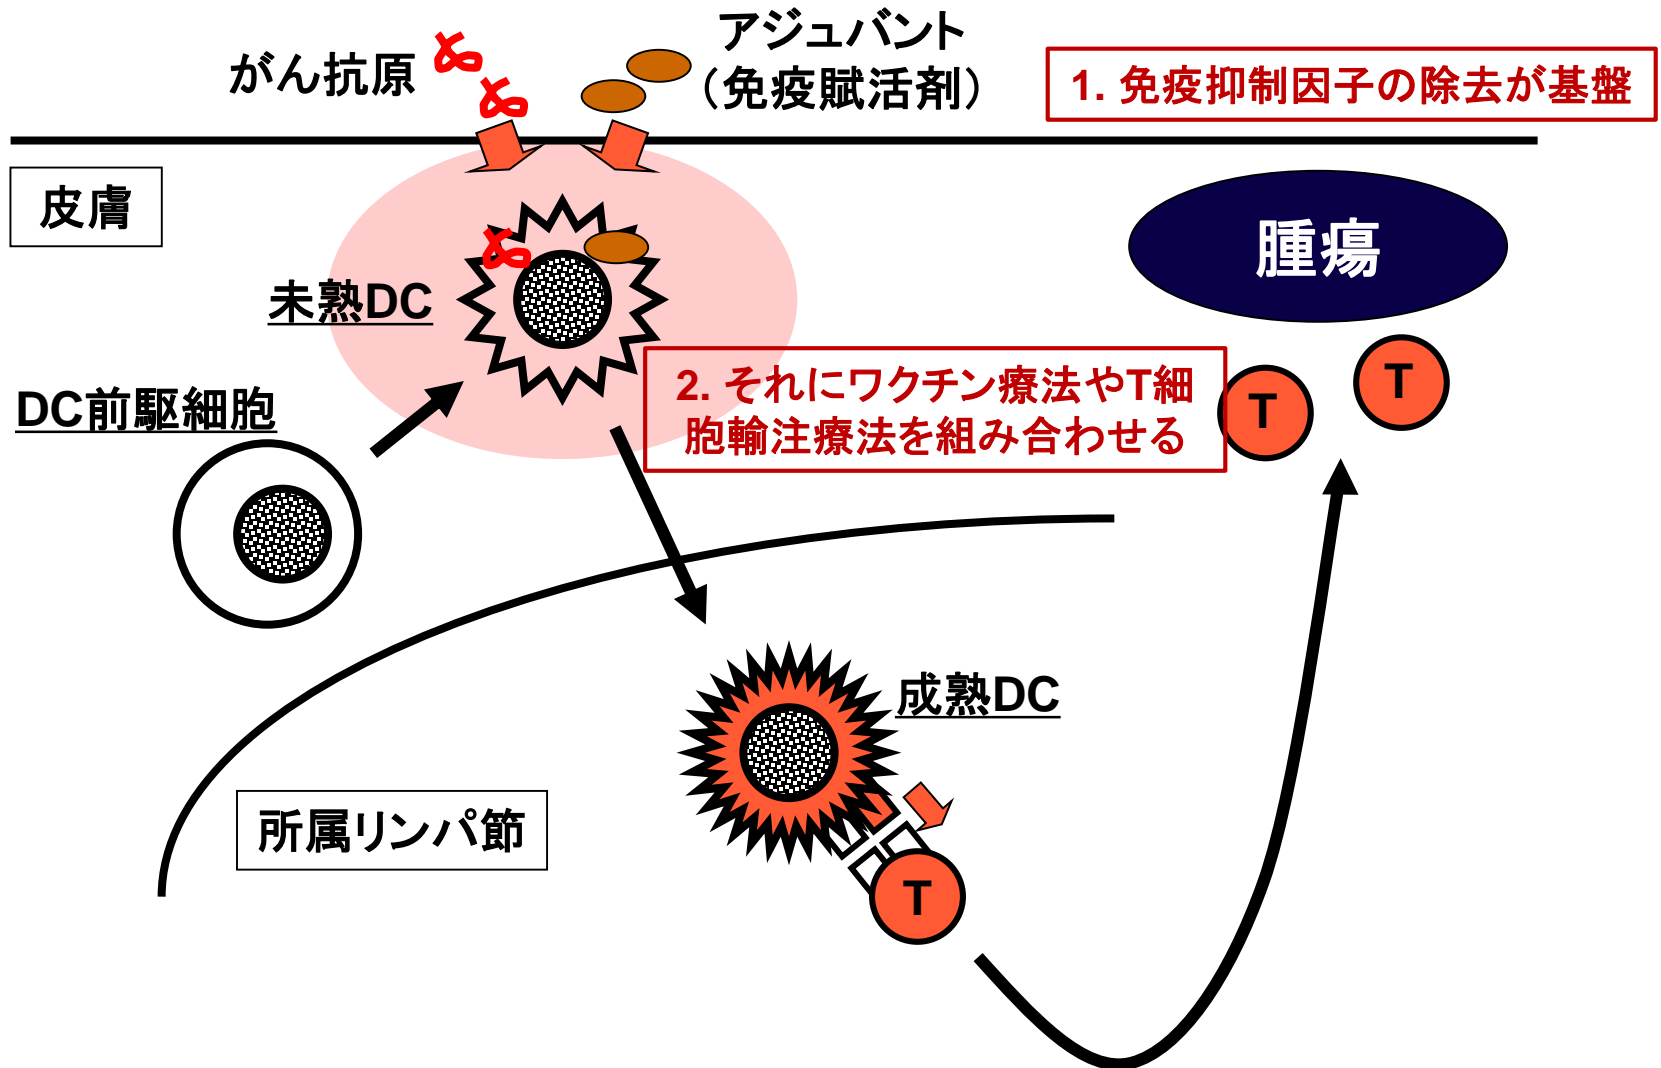 がん抗原
アジュバント
（免疫賦活剤）
1. 免疫抑制因子の除去が基盤
皮膚
腫瘍
未熟DC
2. それにワクチン療法やT細
胞輸注療法を組み合わせる
T
T
DC前駆細胞
成熟DC
所属リンパ節
T